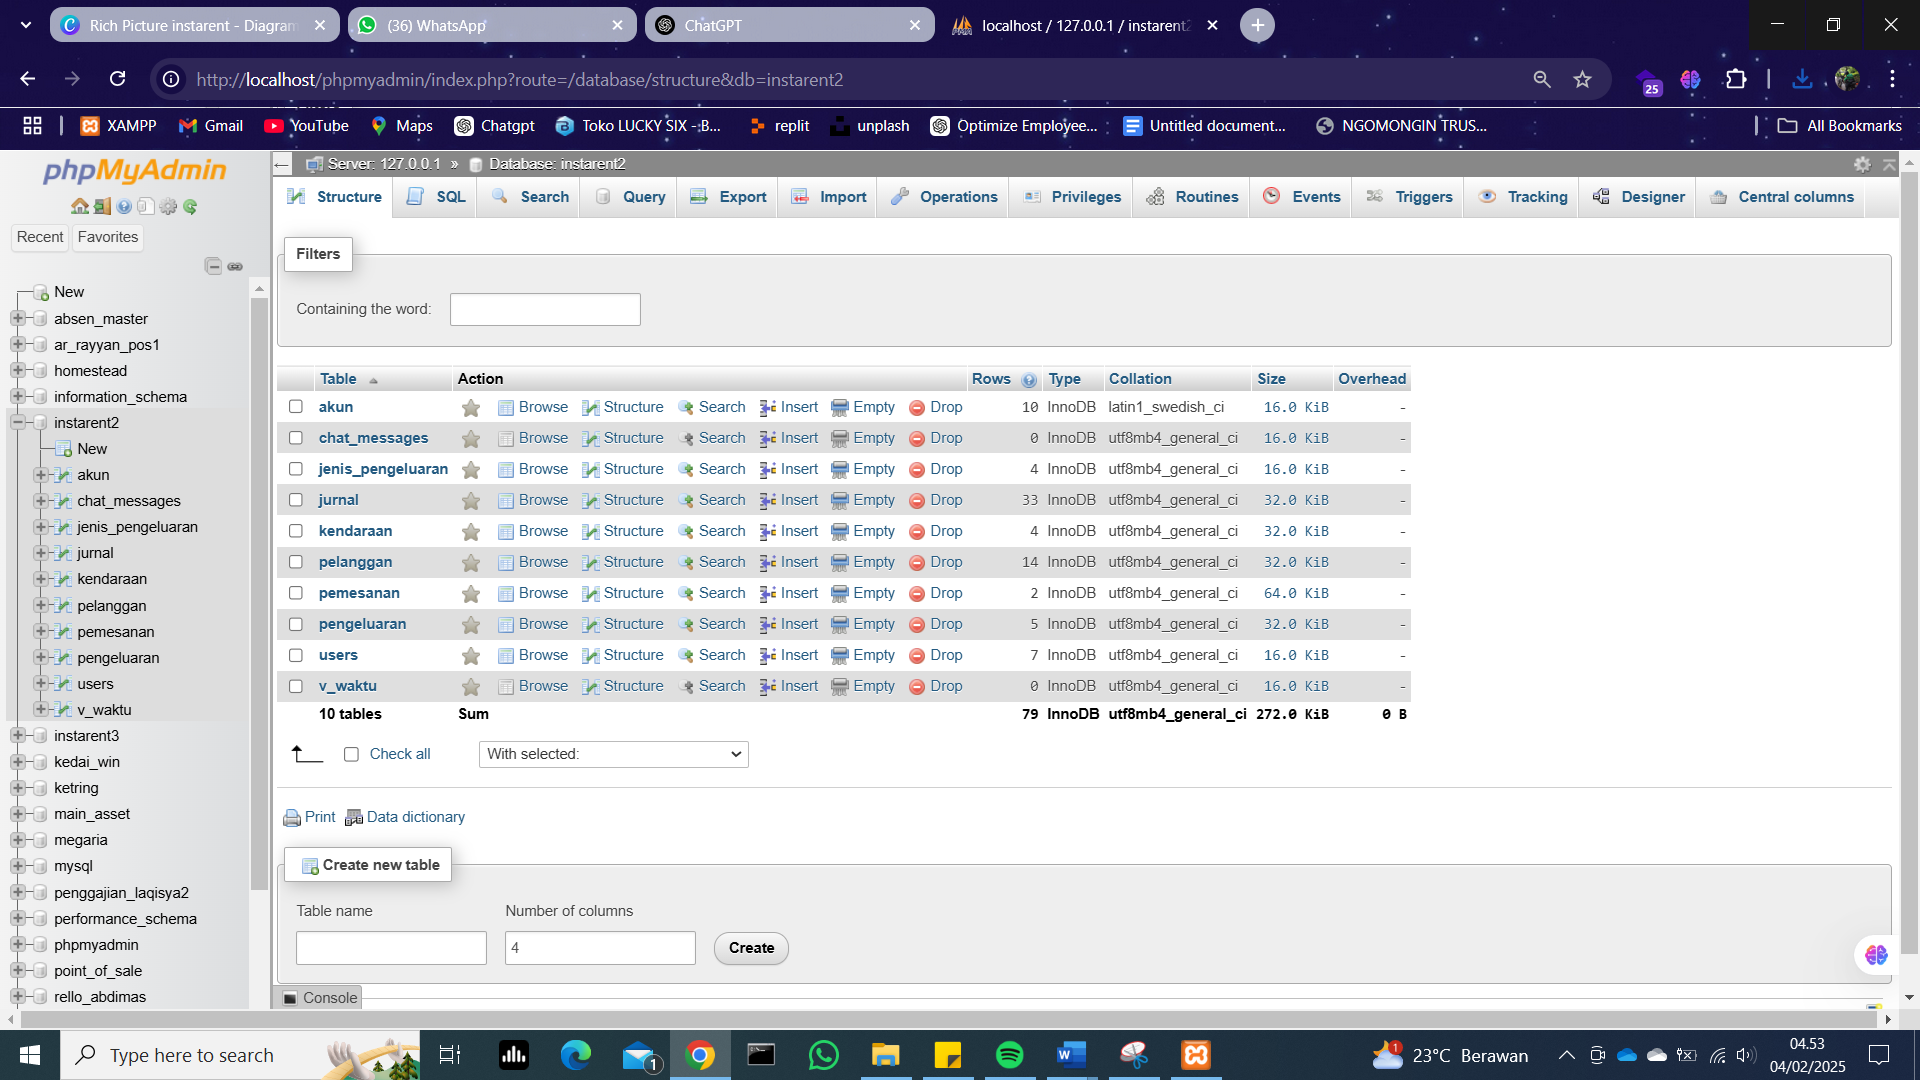 Rich Picture instarent - Diagram
(36) WhatsApp
ChatGPT
localhost / 127.0.0.1 / instarent2
http://localhost/phpmyadmin/index.php?route=/database/structure&db=instarent2
25
XAMPP
Gmail
YouTube
Maps
Chatgpt
Toko LUCKY SIX - B...
replit
unplash
Optimize Employee...
Untitled document...
NGOMONGIN TRUS...
All Bookmarks
phpMyAdmin
Recent
Favorites
New
absen_master
ar_rayyan_pos1
homestead
information_schema
instarent2
New
akun
chat_messages
jenis_pengeluaran
jurnal
kendaraan
pelanggan
pemesanan
pengeluaran
users
v_waktu
instarent3
kedai_win
ketring
main_asset
megaria
mysql
penggajian_laqisya2
performance_schema
phpmyadmin
point_of_sale
rello_abdimas
Server: 127.0.0.1 » Database: instarent2
Structure SQL Search Query Export Import Operations Privileges Routines Events Triggers Tracking Designer Central columns
Filters
Containing the word:
Table Action Rows Type Collation Size Overhead
akun Browse Structure Search Insert Empty Drop 10 InnoDB latin1_swedish_ci 16.0 KiB -
chat_messages Browse Structure Search Insert Empty Drop 0 InnoDB utf8mb4_general_ci 16.0 KiB -
jenis_pengeluaran Browse Structure Search Insert Empty Drop 4 InnoDB utf8mb4_general_ci 16.0 KiB -
jurnal Browse Structure Search Insert Empty Drop 33 InnoDB utf8mb4_general_ci 32.0 KiB -
kendaraan Browse Structure Search Insert Empty Drop 4 InnoDB utf8mb4_general_ci 32.0 KiB -
pelanggan Browse Structure Search Insert Empty Drop 14 InnoDB utf8mb4_general_ci 32.0 KiB -
pemesanan Browse Structure Search Insert Empty Drop 2 InnoDB utf8mb4_general_ci 64.0 KiB -
pengeluaran Browse Structure Search Insert Empty Drop 5 InnoDB utf8mb4_general_ci 32.0 KiB -
users Browse Structure Search Insert Empty Drop 7 InnoDB utf8mb4_general_ci 16.0 KiB -
v_waktu Browse Structure Search Insert Empty Drop 0 InnoDB utf8mb4_general_ci 16.0 KiB -
10 tables Sum 79 InnoDB utf8mb4_general_ci 272.0 KiB 0 B
Check all
With selected:
Print Data dictionary
Create new table
Table name
Number of columns
4
Create
Console
Type here to search
1
1
23°C Berawan
04.53
04/02/2025